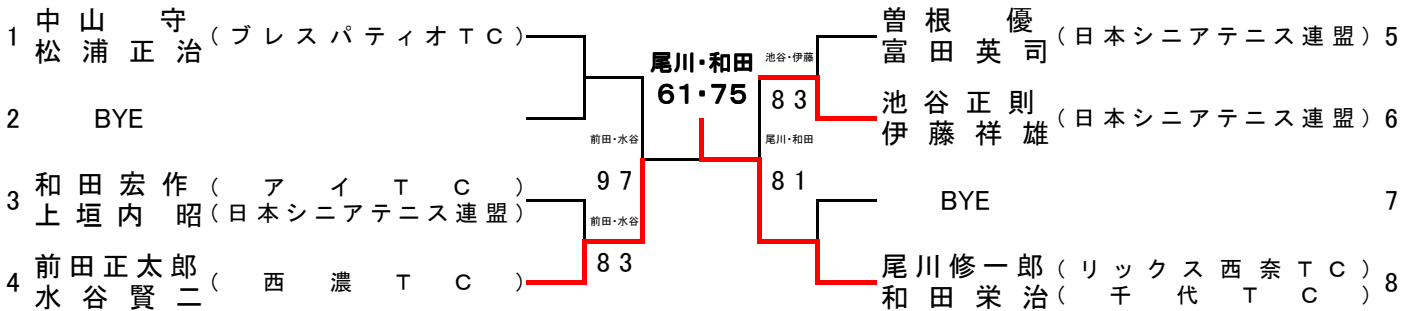 1 中山 守 (ブレスパティオTC)
松浦正治
2 BYE
3 和田宏作 (アイTC)
上垣内 昭 (日本シニアテニス連盟)
4 前田正太郎 (西濃TC)
水谷賢二
前田・水谷
97
前田・水谷
83
尾川・和田
61・75
池谷・伊藤
83
尾川・和田
81
曽根 優 (日本シニアテニス連盟) 5
富田英司
池谷正則 (日本シニアテニス連盟) 6
伊藤祥雄
BYE 7
尾川修一郎 (リックス西奈TC) 8
和田栄治 (千代TC)